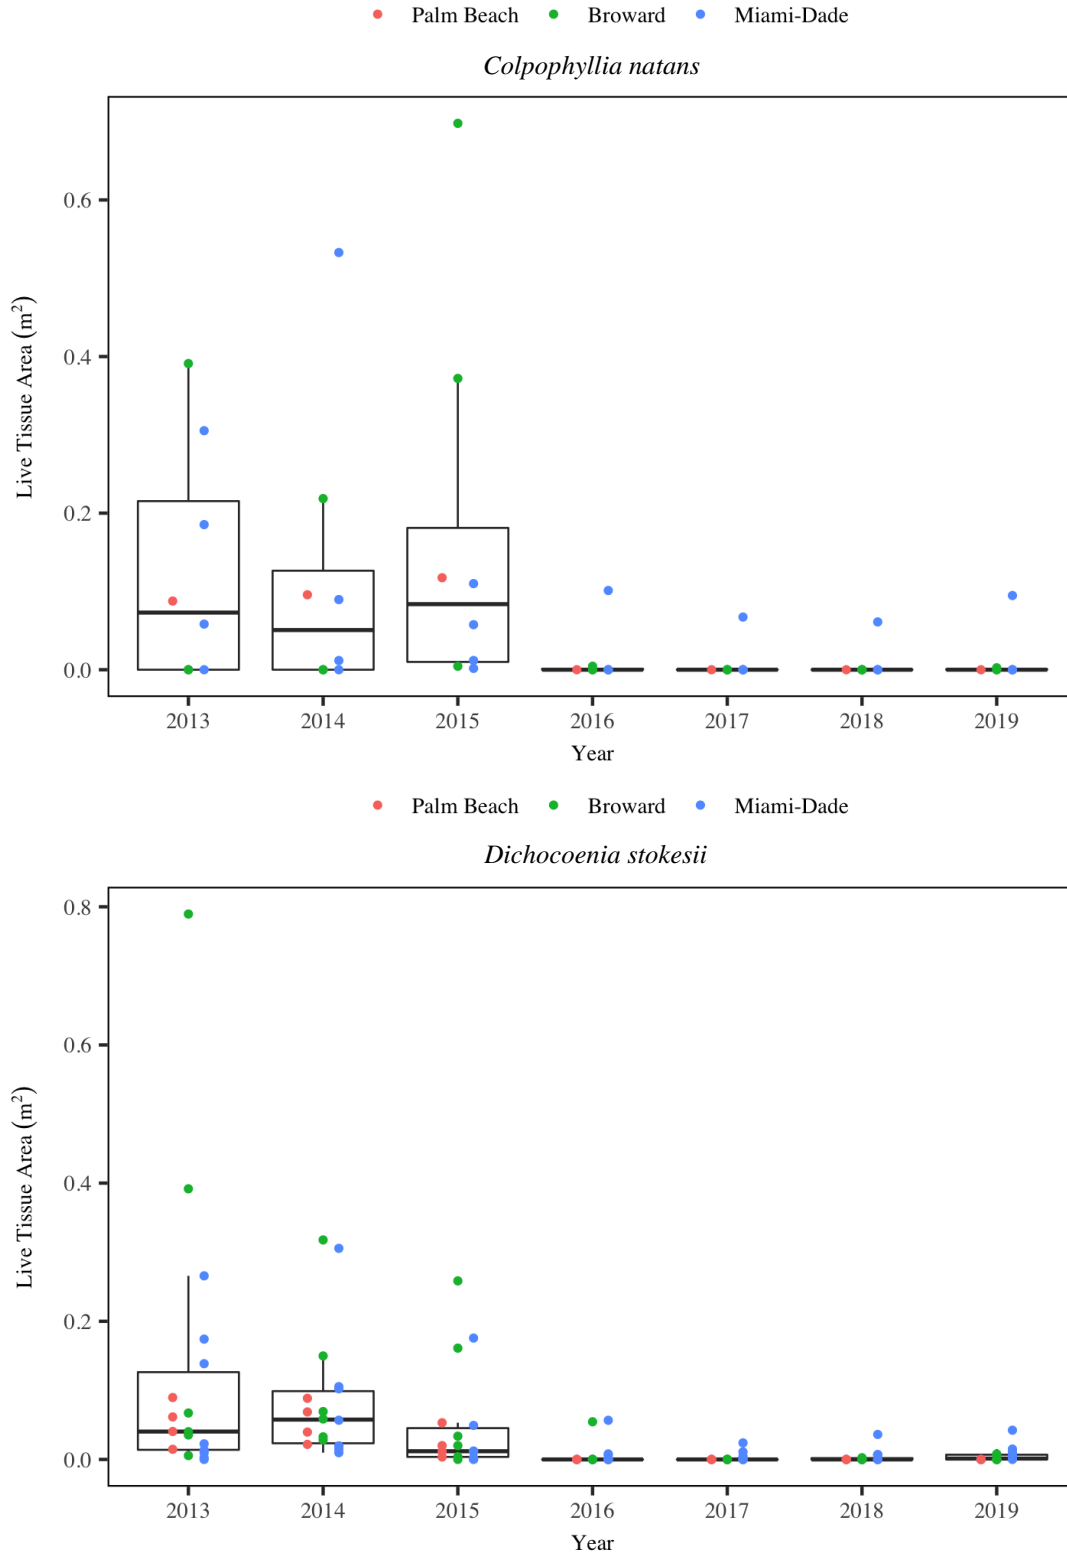 Palm Beach Broward Miami-Dade
Colpophyllia natans
Live Tissue Area (m²)
0.6
0.4
0.2
0.0
2013 2014 2015 2016 2017 2018 2019
Year
Palm Beach Broward Miami-Dade
Dichocoenia stokesii
Live Tissue Area (m²)
0.8
0.6
0.4
0.2
0.0
2013 2014 2015 2016 2017 2018 2019
Year